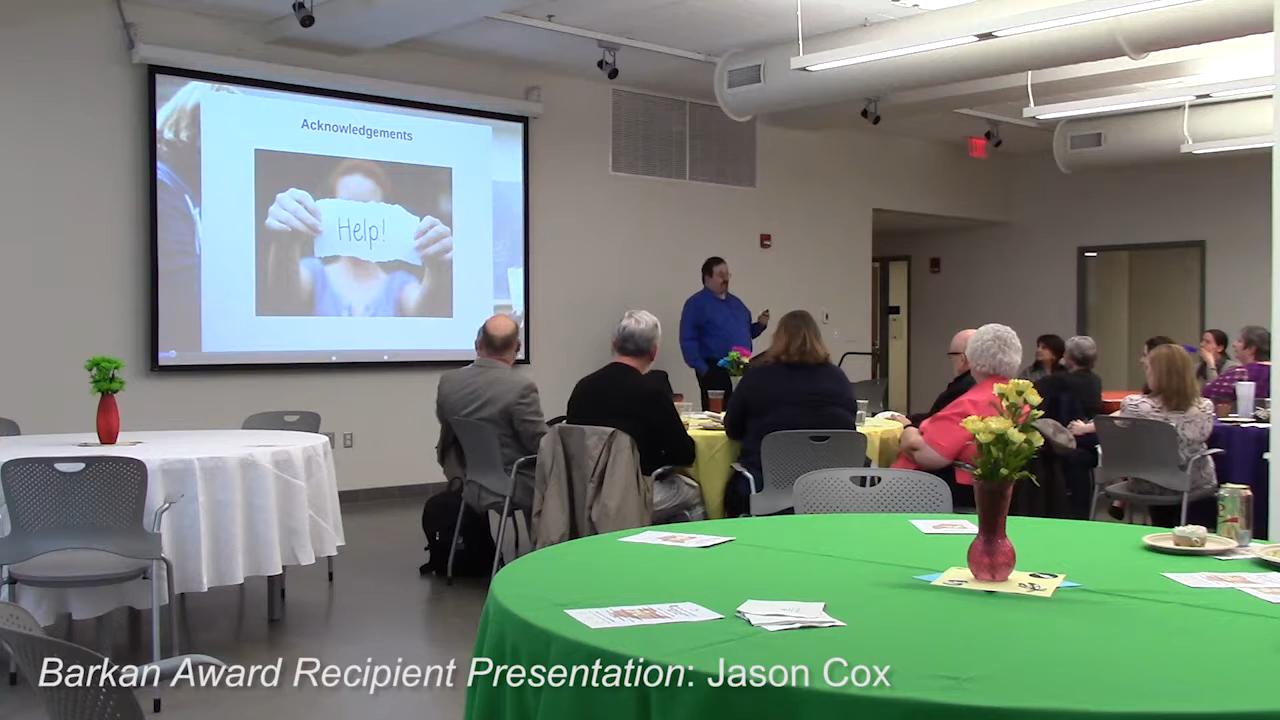 Acknowledgements
Help!
Barkan Award Recipient Presentation: Jason Cox